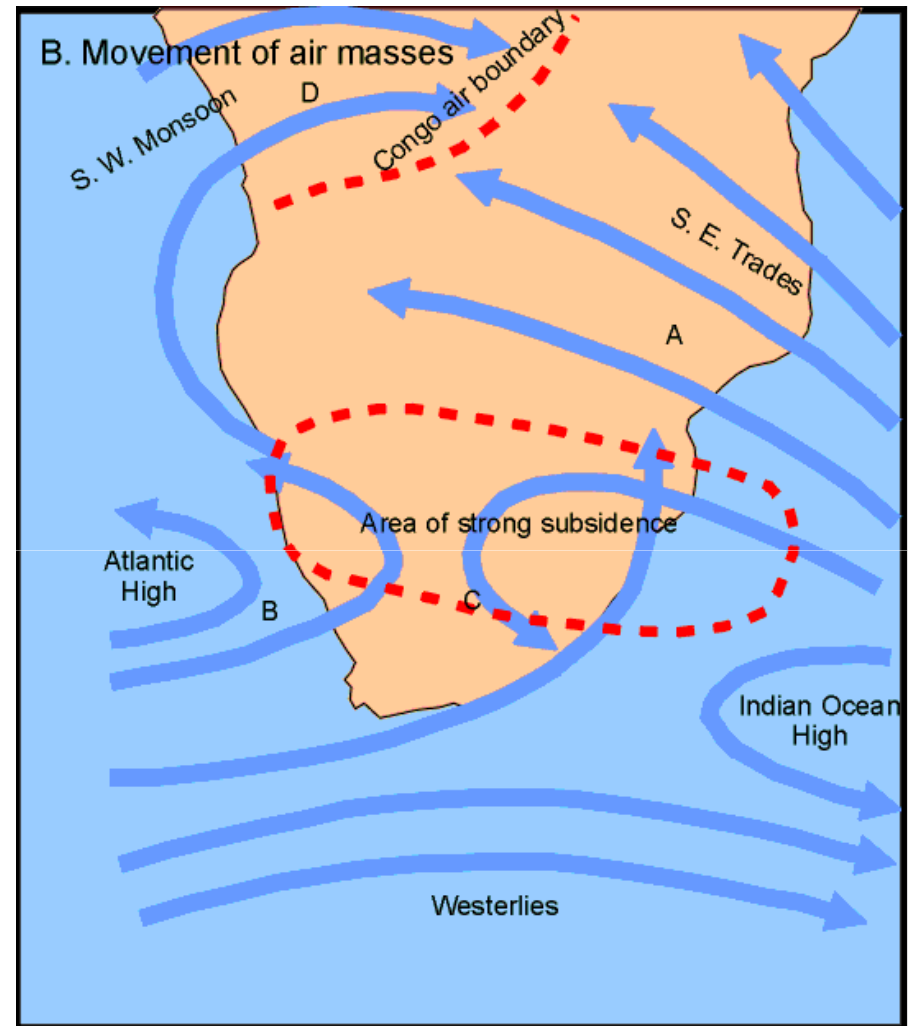 B. Movement of air masses
D
S. W. Monsoon
Congo air boundary
S. E. Trades
A
Area of strong subsidence
Atlantic
High
B
C
Indian Ocean
High
Westerlies